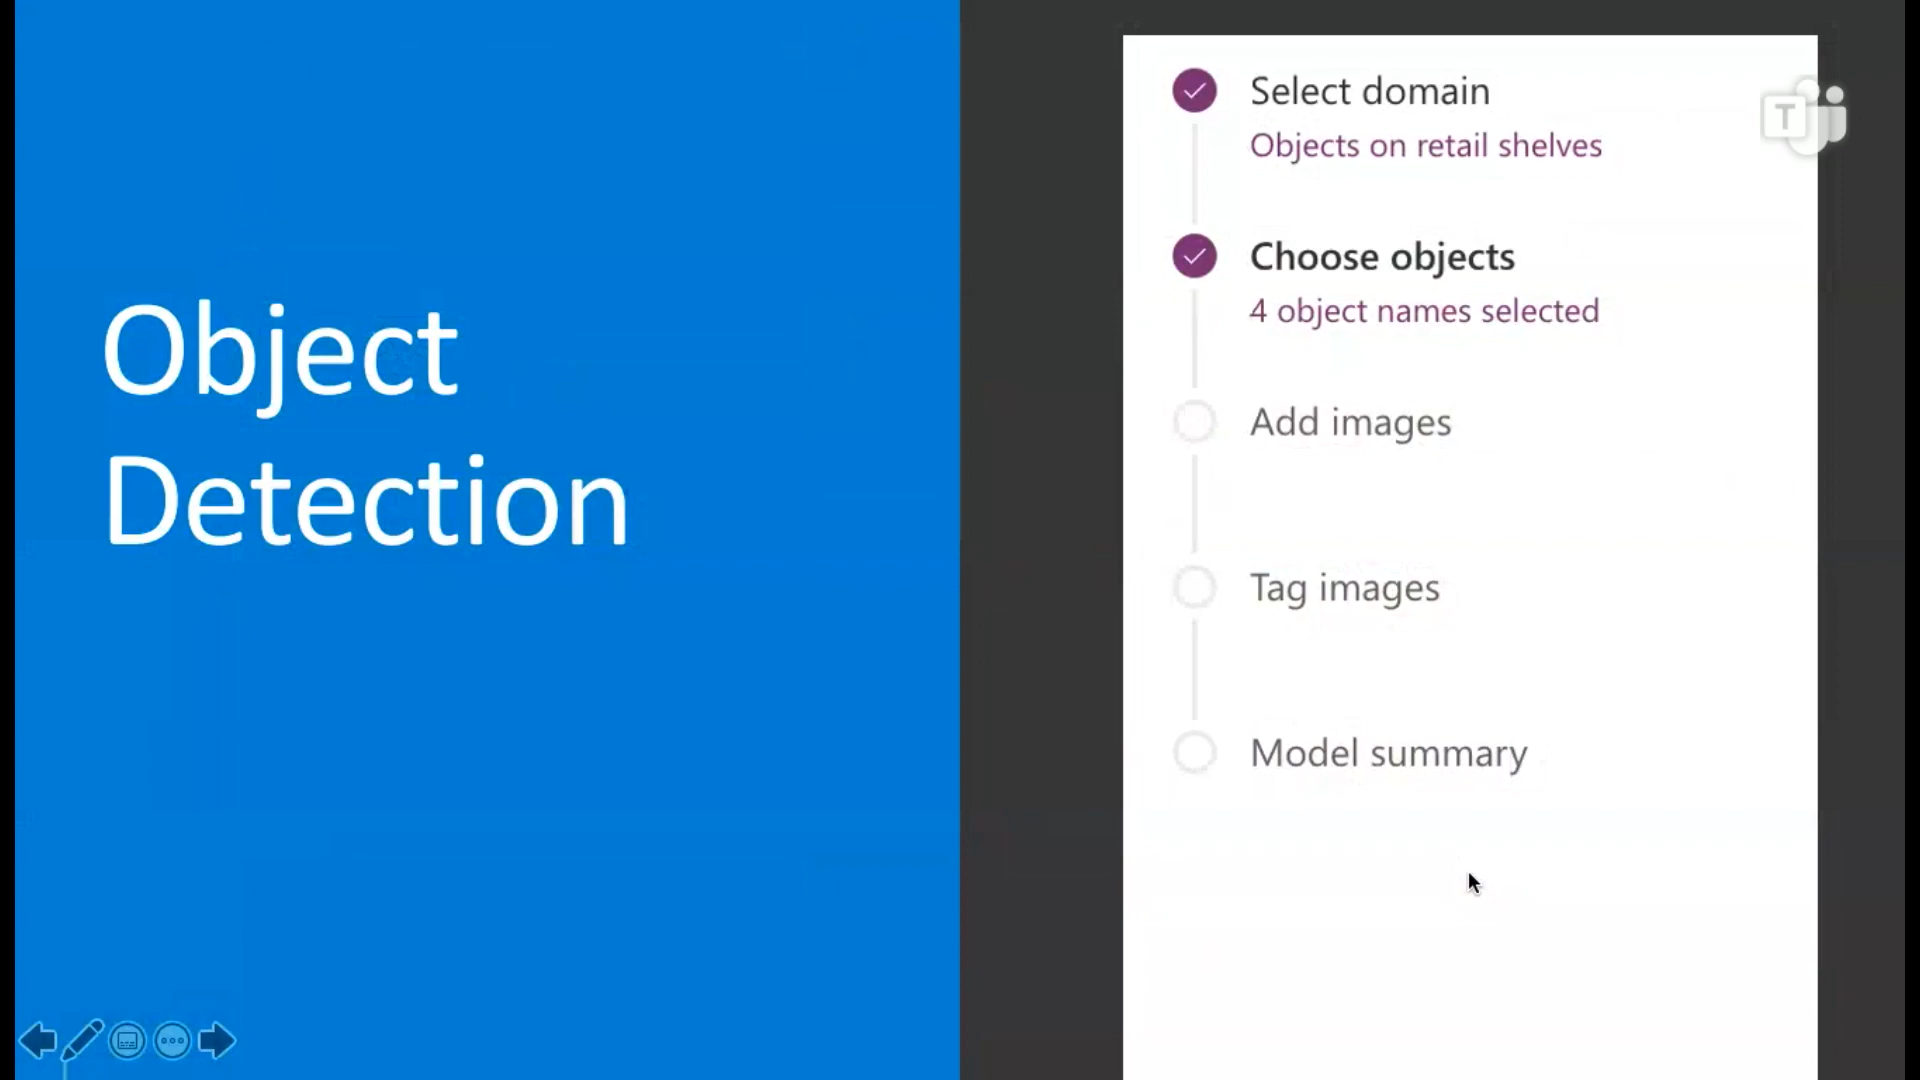 Object
Detection
Select domain
Objects on retail shelves
Choose objects
4 object names selected
Add images
Tag images
Model summary
T